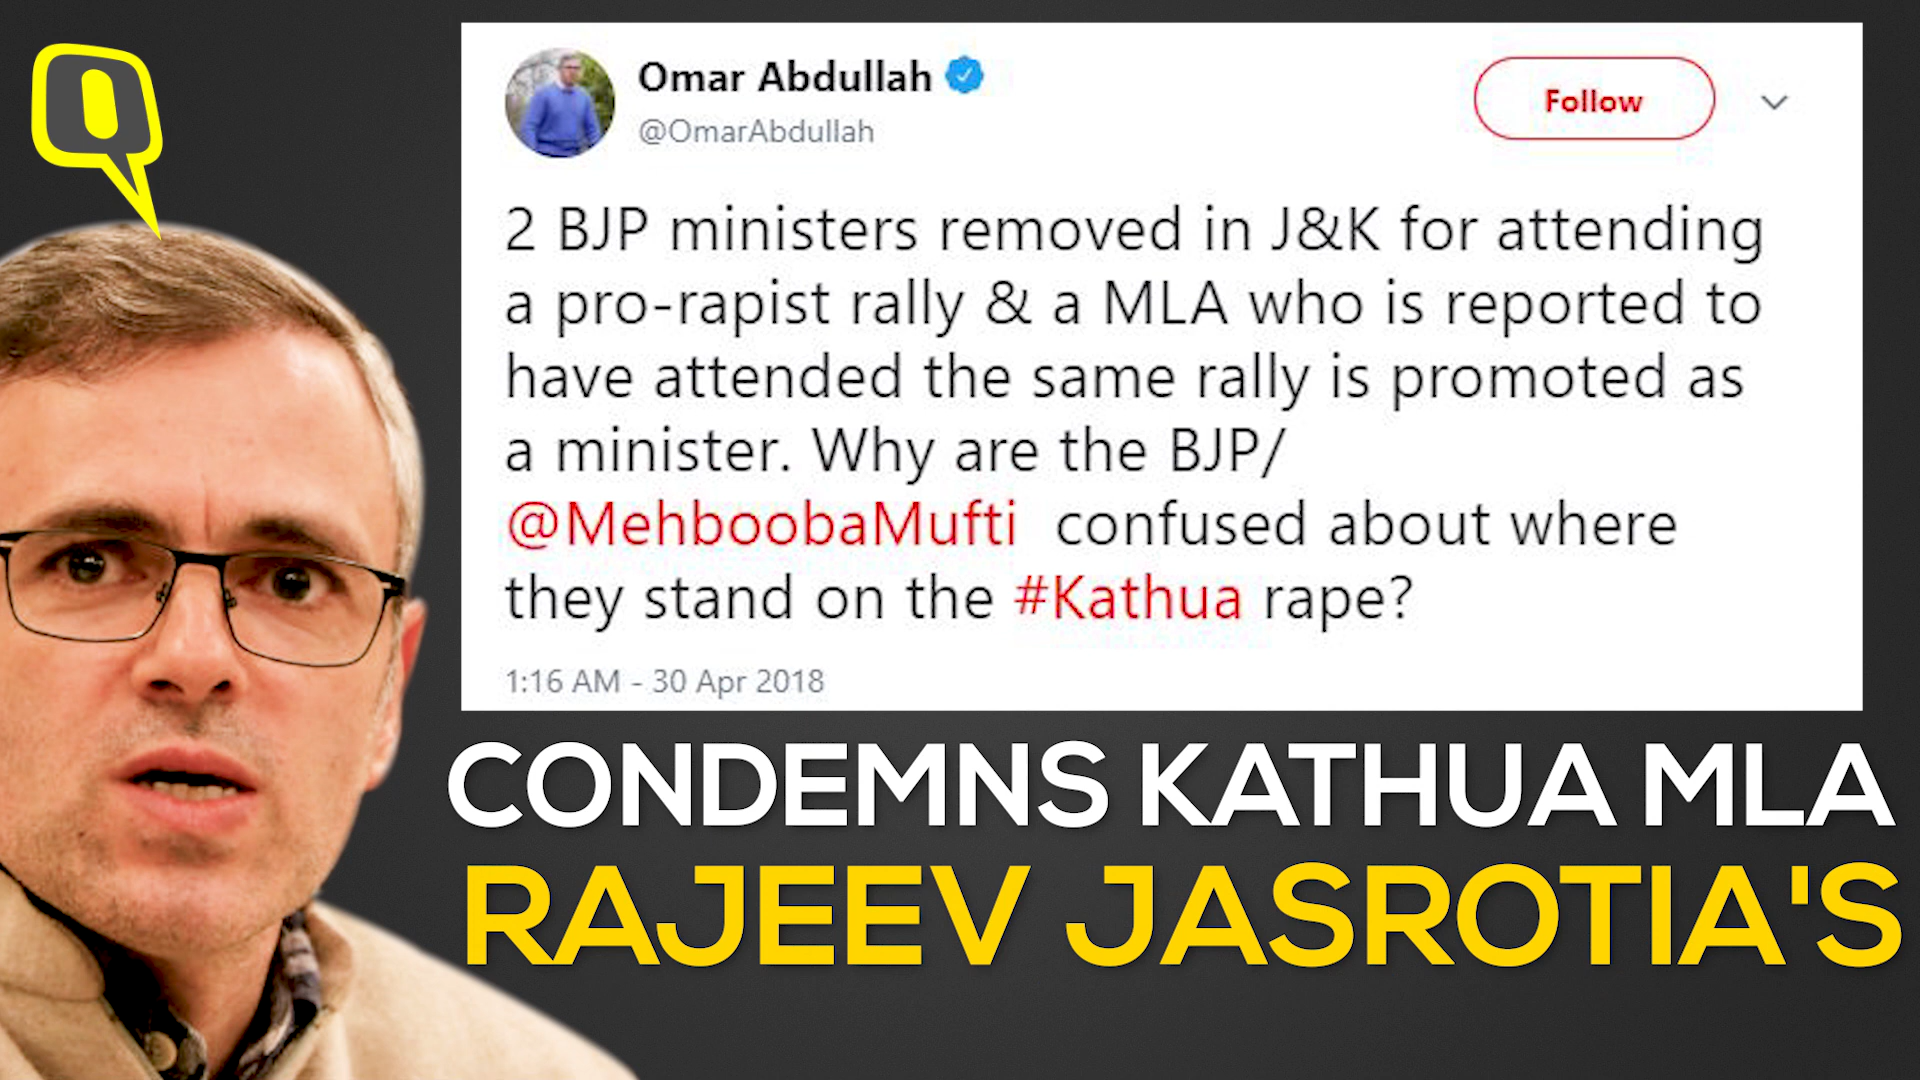 Q
Omar Abdullah
@OmarAbdullah
Follow
2 BJP ministers removed in J&K for attending
a pro-rapist rally & a MLA who is reported to
have attended the same rally is promoted as
a minister. Why are the BJP/
@MehboobaMufti confused about where
they stand on the #Kathua rape?
1:16 AM - 30 Apr 2018
CONDEMNS KATHUA MLA
RAJEEV JASROTIA'S